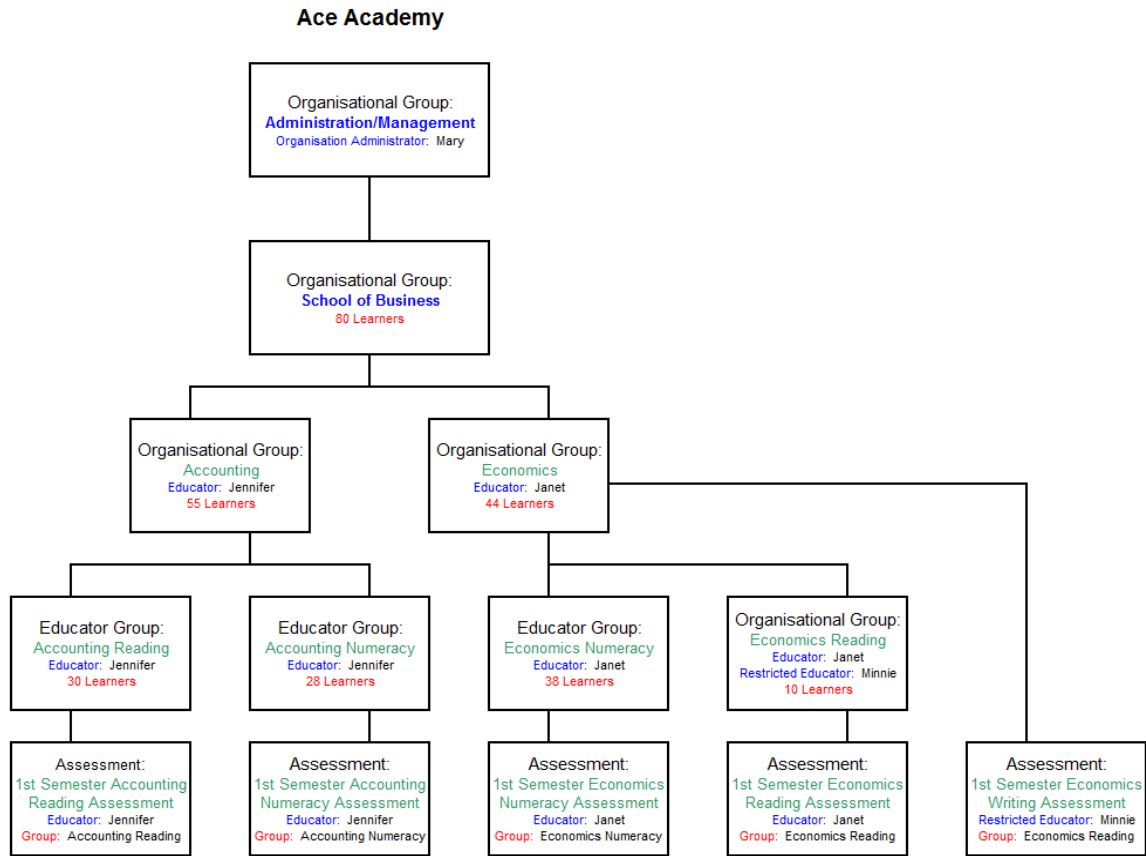 Ace Academy
Organisational Group:
Administration/Management
Organisation Administrator: Mary
Organisational Group:
School of Business
80 Learners
Organisational Group:
Accounting
Educator: Jennifer
55 Learners
Organisational Group:
Economics
Educator: Janet
44 Learners
Educator Group:
Accounting Reading
Educator: Jennifer
30 Learners
Educator Group:
Accounting Numeracy
Educator: Jennifer
28 Learners
Educator Group:
Economics Numeracy
Educator: Janet
38 Learners
Organisational Group:
Economics Reading
Educator: Janet
Restricted Educator: Minnie
10 Learners
Assessment:
1st Semester Accounting
Reading Assessment
Educator: Jennifer
Group: Accounting Reading
Assessment:
1st Semester Accounting
Numeracy Assessment
Educator: Jennifer
Group: Accounting Numeracy
Assessment:
1st Semester Economics
Numeracy Assessment
Educator: Janet
Group: Economics Numeracy
Assessment:
1st Semester Economics
Reading Assessment
Educator: Janet
Group: Economics Reading
Assessment:
1st Semester Economics
Writing Assessment
Restricted Educator: Minnie
Group: Economics Reading